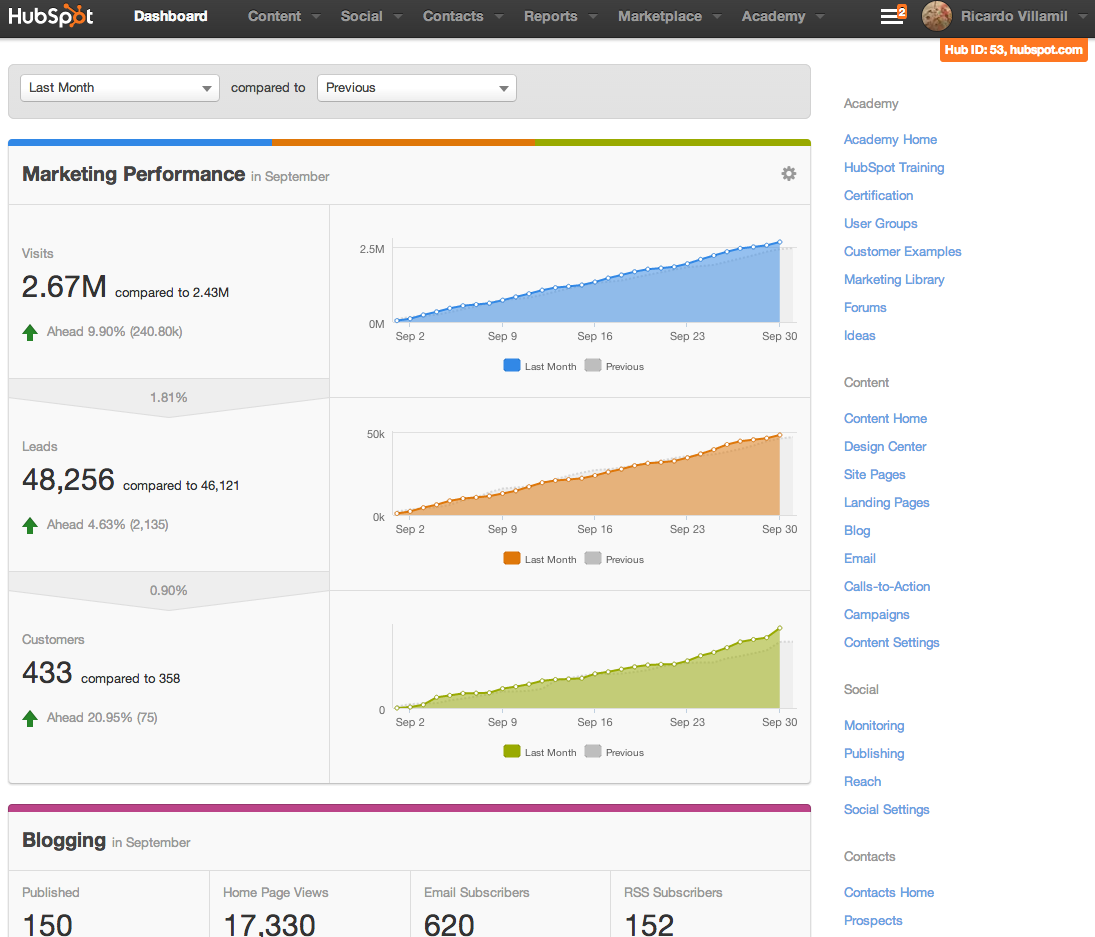 HubSpot Dashboard Content Social Contacts Reports Marketplace Academy 2 Ricardo Villamil
Hub ID: 53, hubspot.com
Last Month compared to Previous
Marketing Performance in September
Visits
2.67M compared to 2.43M
Ahead 9.90% (240.80k)
2.5M
0M
Sep 2 Sep 9 Sep 16 Sep 23 Sep 30
Last Month Previous
1.81%
Leads
48,256 compared to 46,121
Ahead 4.63% (2,135)
50k
0k
Sep 2 Sep 9 Sep 16 Sep 23 Sep 30
Last Month Previous
0.90%
Customers
433 compared to 358
Ahead 20.95% (75)
0
Sep 2 Sep 9 Sep 16 Sep 23 Sep 30
Last Month Previous
Blogging in September
Published Home Page Views Email Subscribers RSS Subscribers
150 17,330 620 152
Academy
Academy Home
HubSpot Training
Certification
User Groups
Customer Examples
Marketing Library
Forums
Ideas
Content
Content Home
Design Center
Site Pages
Landing Pages
Blog
Email
Calls-to-Action
Campaigns
Content Settings
Social
Monitoring
Publishing
Reach
Social Settings
Contacts
Contacts Home
Prospects